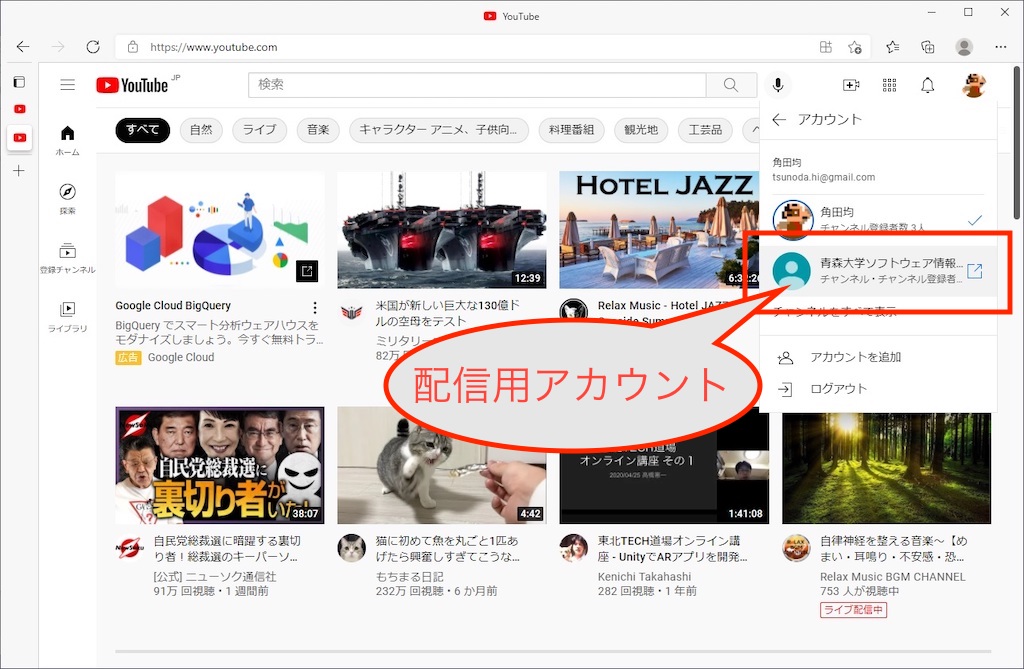 YouTube
https://www.youtube.com
YouTube JP
検索
すべて
自然
ライブ
音楽
キャラクター アニメ、子供向...
料理番組
観光地
工芸品
アカウント
ホーム
探索
登録チャンネル
ライブラリ
角田均
tsunoda.hi@gmail.com
角田均
チャンネル登録者数 3人
青森大学ソフトウェア情報...
チャンネル・チャンネル登録者...
チャンネルをすべて表示
アカウントを追加
ログアウト
配信用アカウント
HOTEL JAZZ
12:39
Google Cloud BigQuery
BigQuery でスマート分析ウェアハウスを
モダナイズしましょう。今すぐ無料トラ...
広告 Google Cloud
米国が新しい巨大な130億ド
ルの空母をテスト
ミリタリー
82万
Relax Music - Hotel JAZZ
自民党総裁選に
裏切り者が
38:07
4:42
オンライン講座 その1
2020/04/25 高橋憲一
1:41:08
自民党総裁選に暗躍する裏切
り者！総裁選のキーパーソ...
[公式] ニューソク通信社
91万 回視聴・1 週間前
猫に初めて魚を丸ごと1匹あ
げたら興奮しすぎてこうな...
もちまる日記
232万 回視聴・6 か月前
東北TECH道場オンライン講
座 - UnityでARアプリを開発...
Kenichi Takahashi
282 回視聴・1 年前
自律神経を整える音楽～【め
まい・耳鳴り・不安感・恐...
Relax Music BGM CHANNEL
753 人が視聴中
ライブ配信中